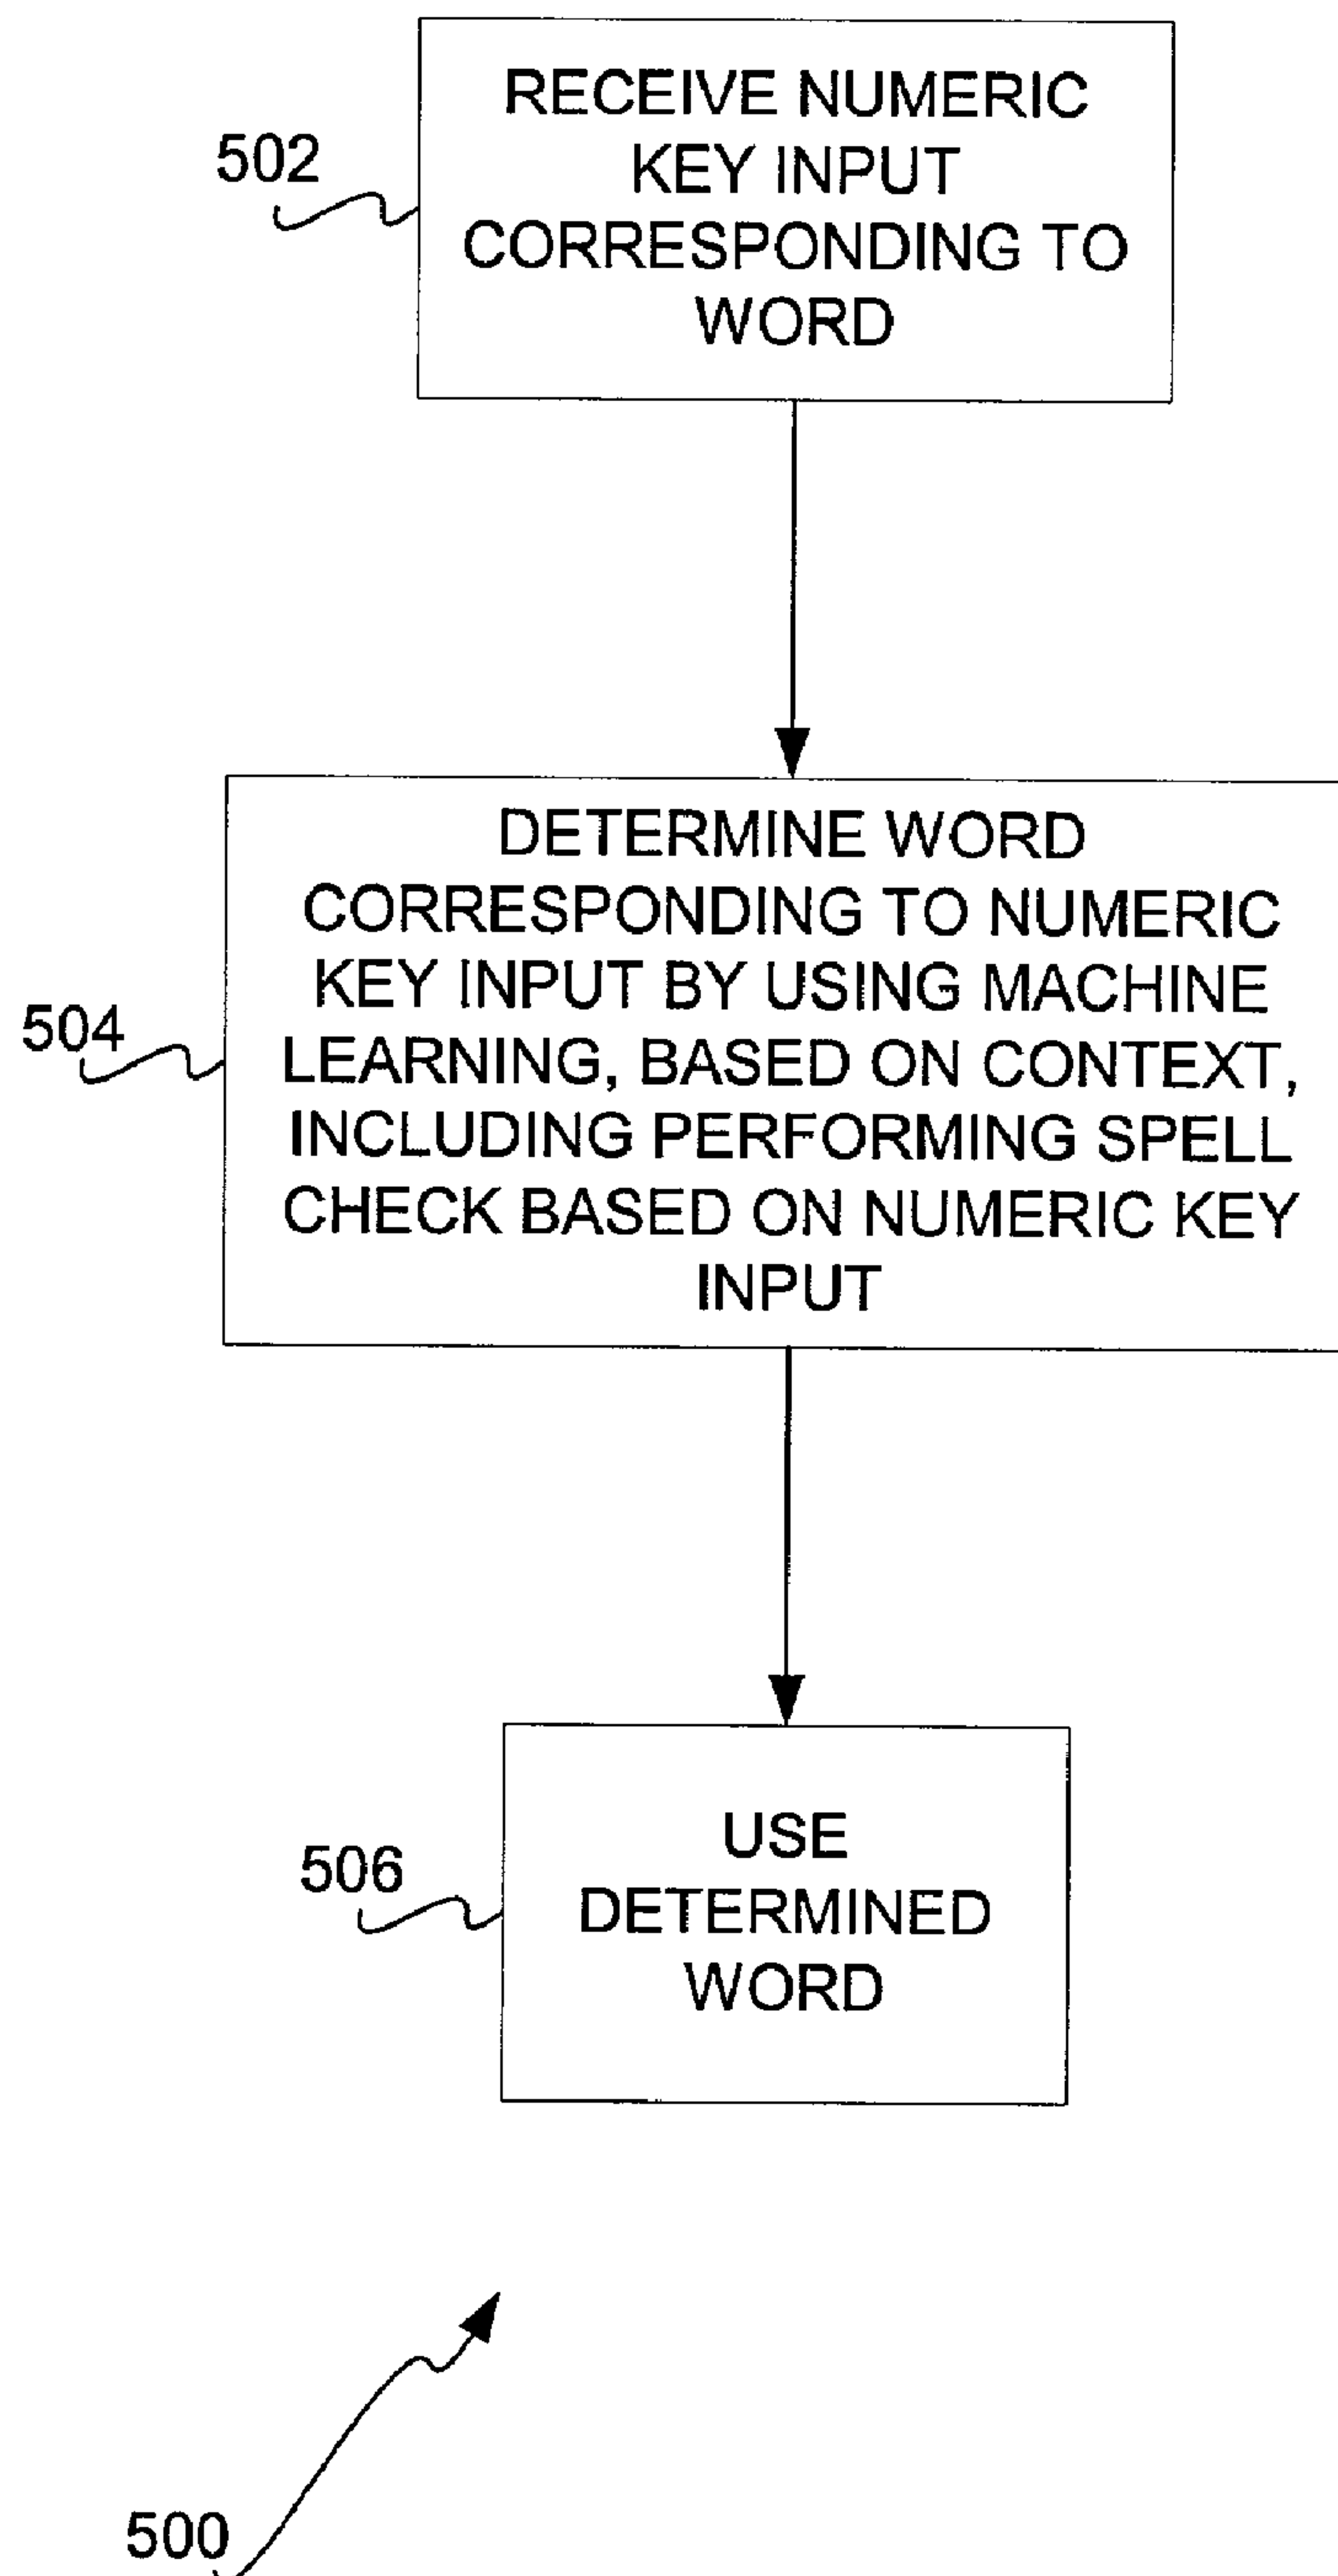 RECEIVE NUMERIC
KEY INPUT
CORRESPONDING TO
WORD
502
DETERMINE WORD
CORRESPONDING TO NUMERIC
KEY INPUT BY USING MACHINE
LEARNING, BASED ON CONTEXT,
INCLUDING PERFORMING SPELL
CHECK BASED ON NUMERIC KEY
INPUT
504
USE
DETERMINED
WORD
506
500